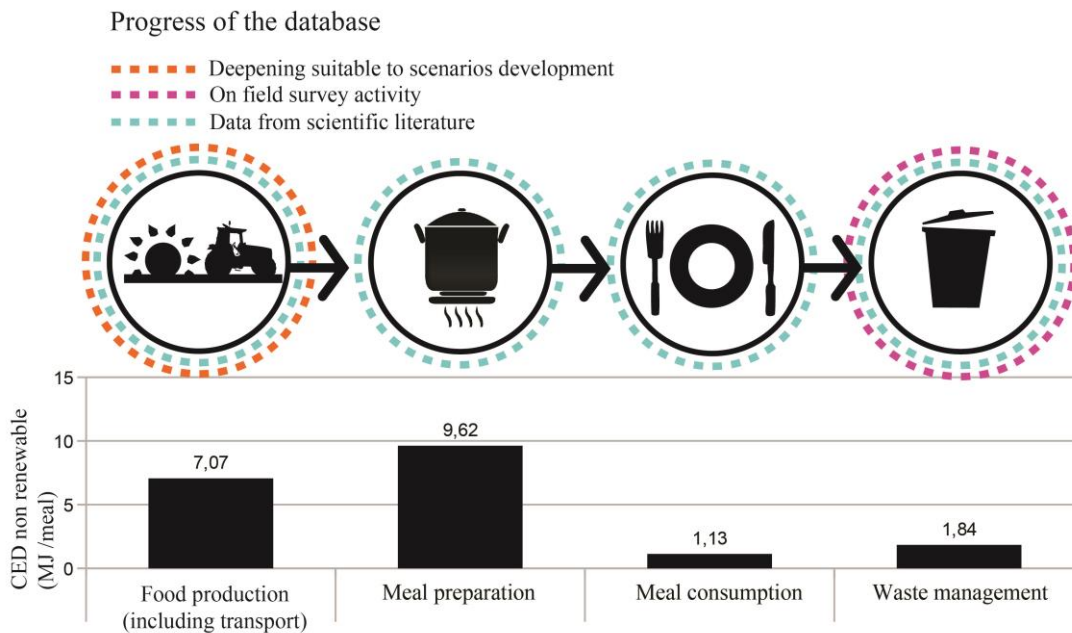 Progress of the database
Deepening suitable to scenarios development
On field survey activity
Data from scientific literature
CED non renewable
(MJ /meal)
15
10
5
0
7,07
9,62
1,13
1,84
Food production
(including transport)
Meal preparation
Meal consumption
Waste management